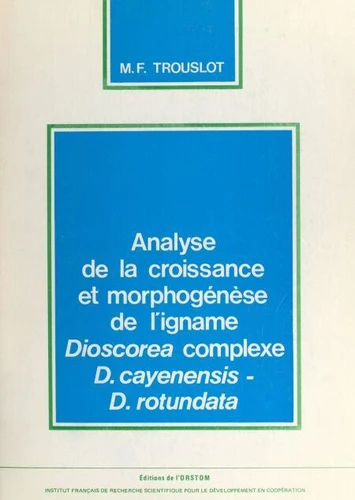 M.F. TROUSLOT
Analyse
de la croissance
et morphogénèse
de l'igname
Dioscorea complexe
D. cayenensis -
D. rotundata
Éditions de l'ORSTOM
INSTITUT FRANÇAIS DE RECHERCHE SCIENTIFIQUE POUR LE DÉVELOPPEMENT EN COOPÉRATION